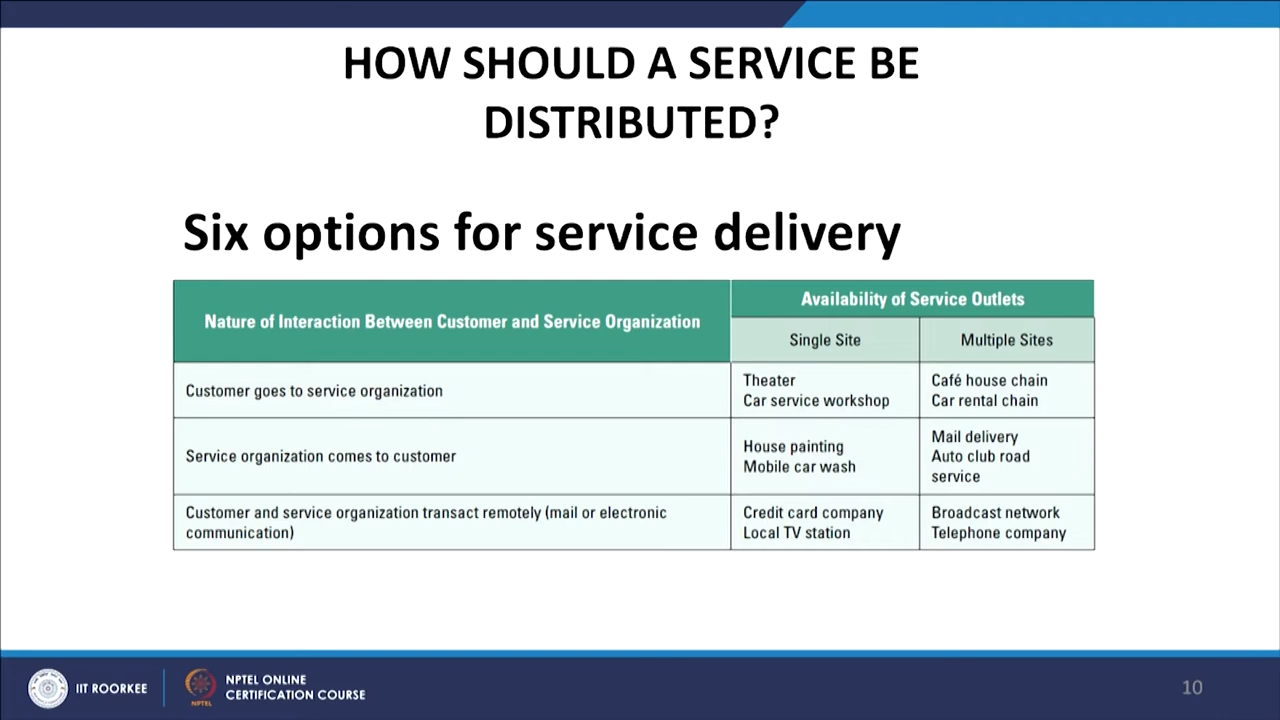 HOW SHOULD A SERVICE BE
DISTRIBUTED?
Six options for service delivery
Nature of Interaction Between Customer and Service Organization
Availability of Service Outlets
Single Site
Multiple Sites
Customer goes to service organization
Theater
Car service workshop
Café house chain
Car rental chain
Service organization comes to customer
House painting
Mobile car wash
Mail delivery
Auto club road
service
Customer and service organization transact remotely (mail or electronic
communication)
Credit card company
Local TV station
Broadcast network
Telephone company
IIT ROORKEE
NPTEL
NPTEL ONLINE
CERTIFICATION COURSE
10